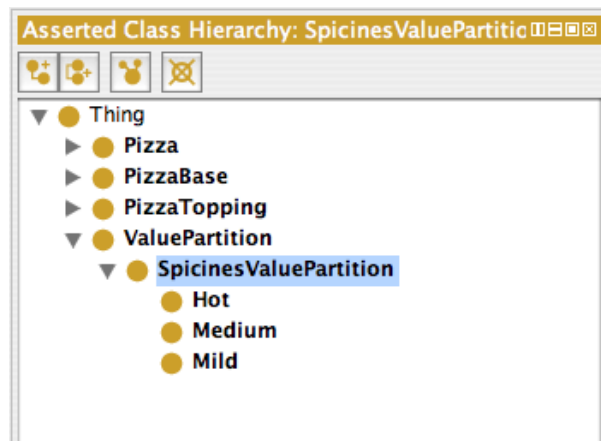 Asserted Class Hierarchy: SpicinesValuePartitic
Thing
Pizza
PizzaBase
PizzaTopping
ValuePartition
SpicinesValuePartition
Hot
Medium
Mild